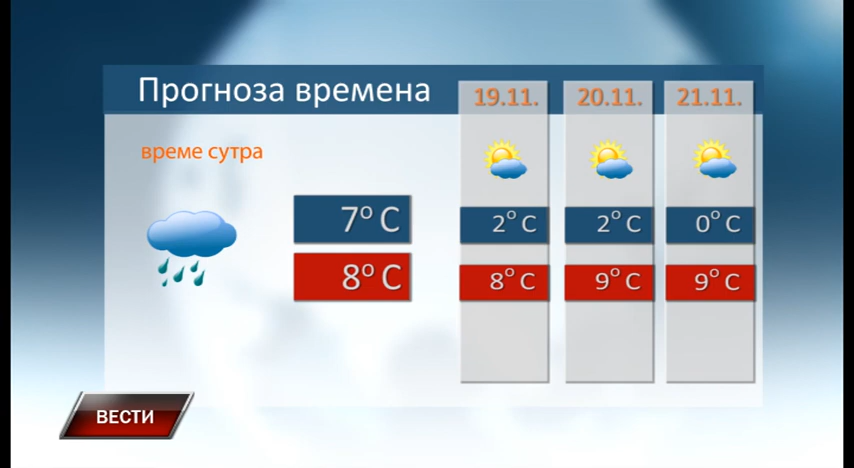 Прогноза времена
19.11. 20.11. 21.11.
време сутра
7° C 2° C 2° C 0° C
8° C 8° C 9° C 9° C
ВЕСТИ